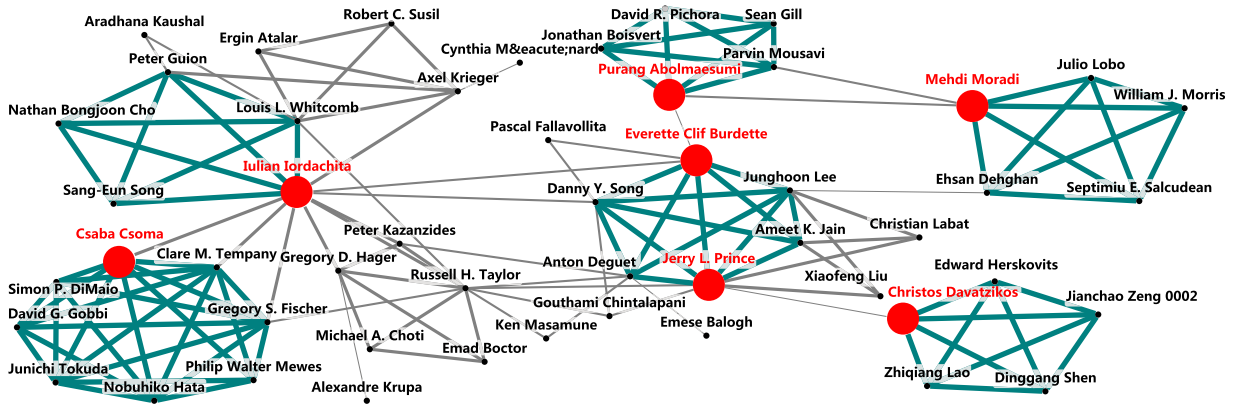 Aradhana Kaushal
Robert C. Susil
David R. Pichora
Sean Gill
Ergin Atalar
Jonathan Boisvert
Cynthia M&eacute;nard
Peter Guion
Parvin Mousavi
Axel Krieger
Purang Abolmaesumi
Julio Lobo
Mehdi Moradi
William J. Morris
Nathan Bongjoon Cho
Louis L. Whitcomb
Pascal Fallavollita
Everette Clif Burdette
Iulian Iordachita
Junghoon Lee
Ehsan Dehghan
Sang-Eun Song
Danny Y. Song
Septimiu E. Salcudean
Csaba Csoma
Peter Kazanzides
Ameet K. Jain
Christian Labat
Clare M. Tempany
Gregory D. Hager
Anton Deguet
Jerry L. Prince
Edward Herskovits
Russell H. Taylor
Xiaofeng Liu
Simon P. DiMaio
Christos Davatzikos
Jianchao Zeng 0002
David G. Gobbi
Gregory S. Fischer
Gouthami Chintalapani
Ken Masamune
Emese Balogh
Michael A. Choti
Emad Boctor
Junichi Tokuda
Philip Walter Mewes
Zhiqiang Lao
Dinggang Shen
Nobuhiko Hata
Alexandre Krupa